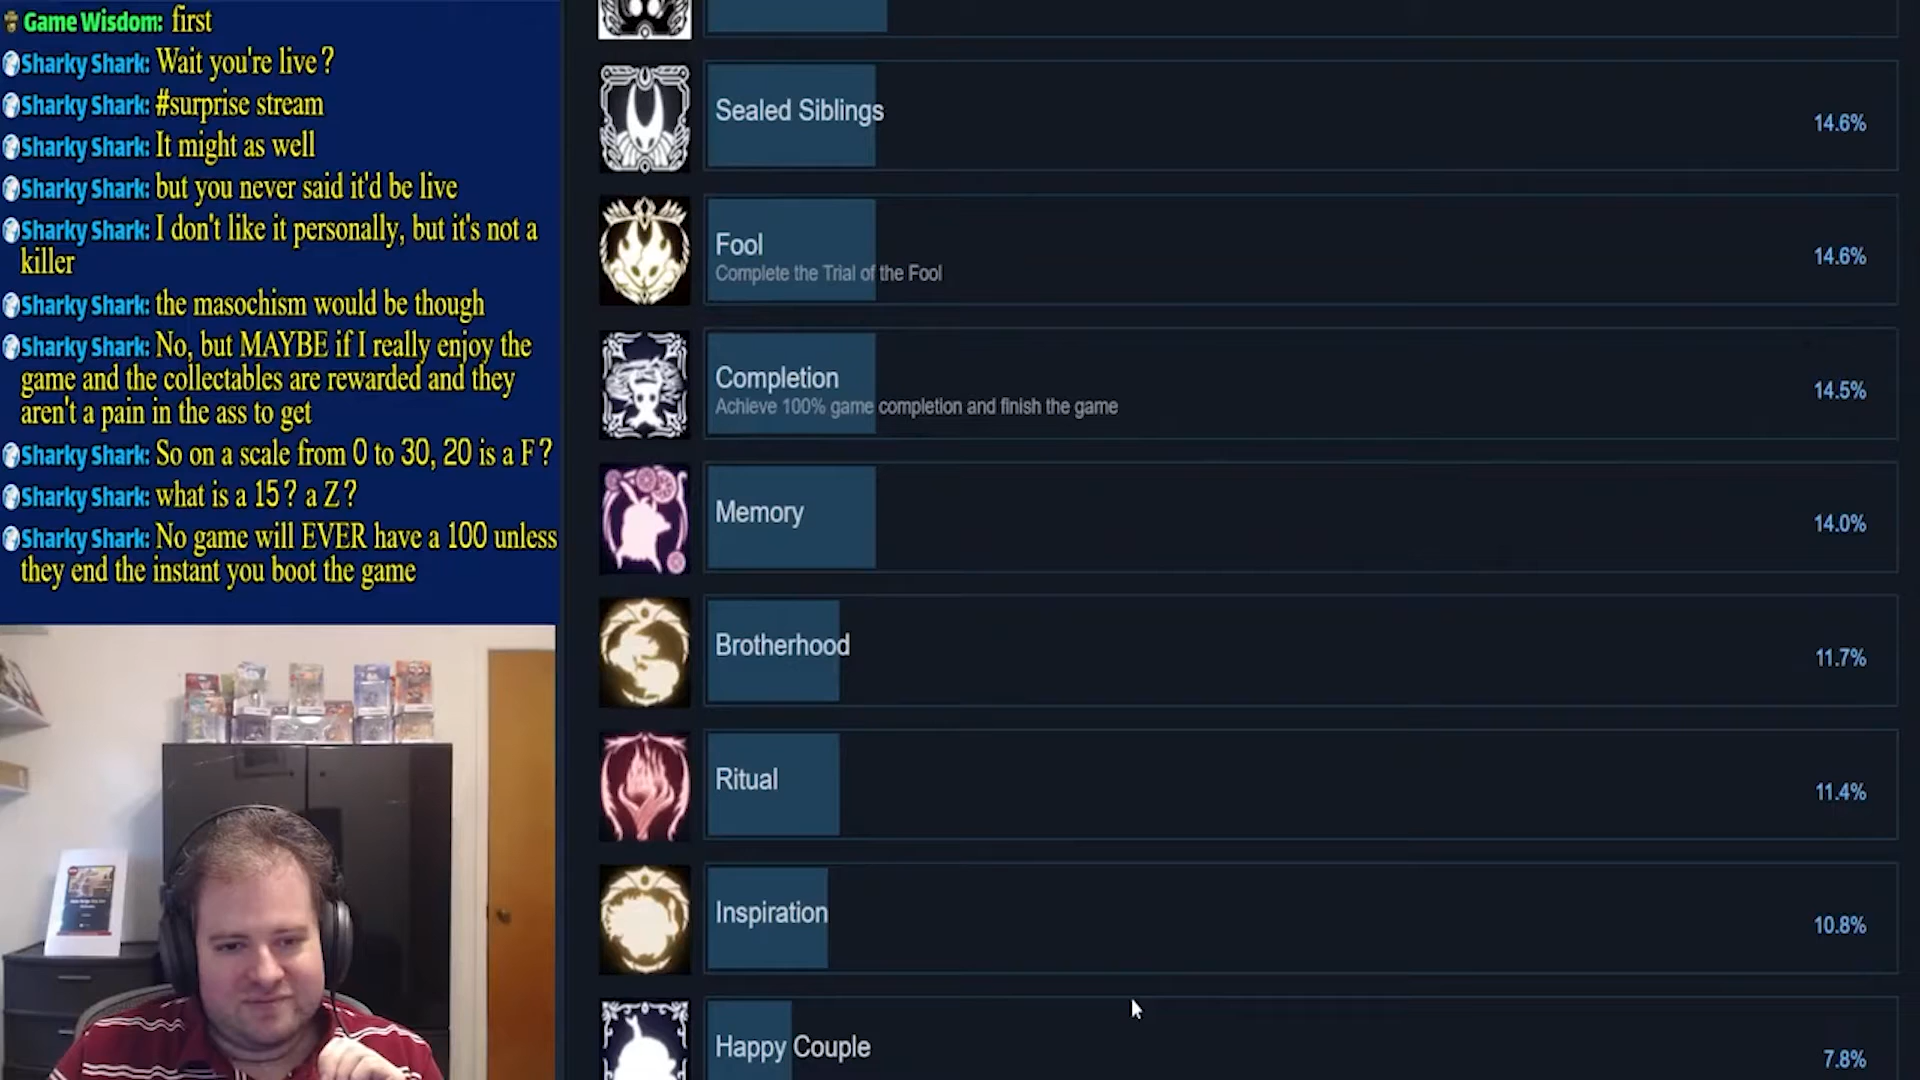 Game Wisdom: first
Sharky Shark: Wait you're live?
Sharky Shark: #surprise stream
Sharky Shark: It might as well
Sharky Shark: but you never said it'd be live
Sharky Shark: I don't like it personally, but it's not a
killer
Sharky Shark: the masochism would be though
Sharky Shark: No, but MAYBE if I really enjoy the
game and the collectables are rewarded and they
aren't a pain in the ass to get
Sharky Shark: So on a scale from 0 to 30, 20 is a F?
Sharky Shark: what is a 15? a Z?
Sharky Shark: No game will EVER have a 100 unless
they end the instant you boot the game
Sealed Siblings
14.6%
Fool
Complete the Trial of the Fool
14.6%
Completion
Achieve 100% game completion and finish the game
14.5%
Memory
14.0%
Brotherhood
11.7%
Ritual
11.4%
Inspiration
10.8%
Happy Couple
7.8%